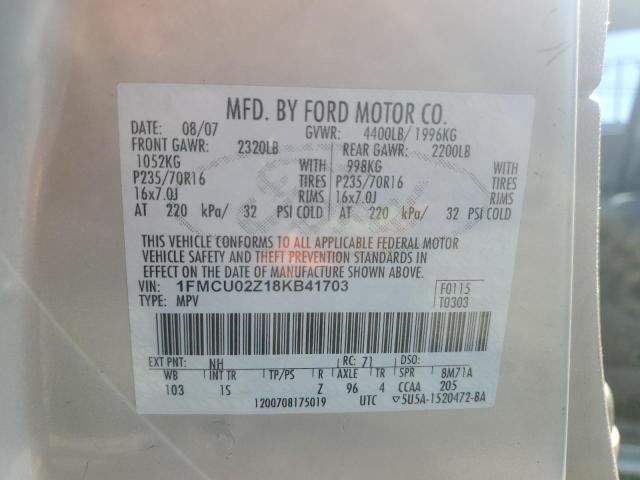 MFD. BY FORD MOTOR CO.
DATE: 08/07 GVWR: 4400LB/ 1996KG
FRONT GAWR: 2320LB REAR GAWR: 2200LB
1052KG WITH 998KG WITH
P235/70R16 TIRES P235/70R16 TIRES
16x7.0J RIMS 16x7.0J RIMS
AT 220 kPa/ 32 PSI COLD AT 220 kPa/ 32 PSI COLD
THIS VEHICLE CONFORMS TO ALL APPLICABLE FEDERAL MOTOR
VEHICLE SAFETY AND THEFT PREVENTION STANDARDS IN
EFFECT ON THE DATE OF MANUFACTURE SHOWN ABOVE.
VIN: 1FMCU02Z18KB41703 F0115
TYPE: MPV T0303
EXT PNT: NH RC: 71 DSO:
WB INT TR TP/PS R AXLE TR SPR 8M71A
103 1S Z 96 4 CCAA 205
1200708175019 UTC ▽5U5A-1520472-BA